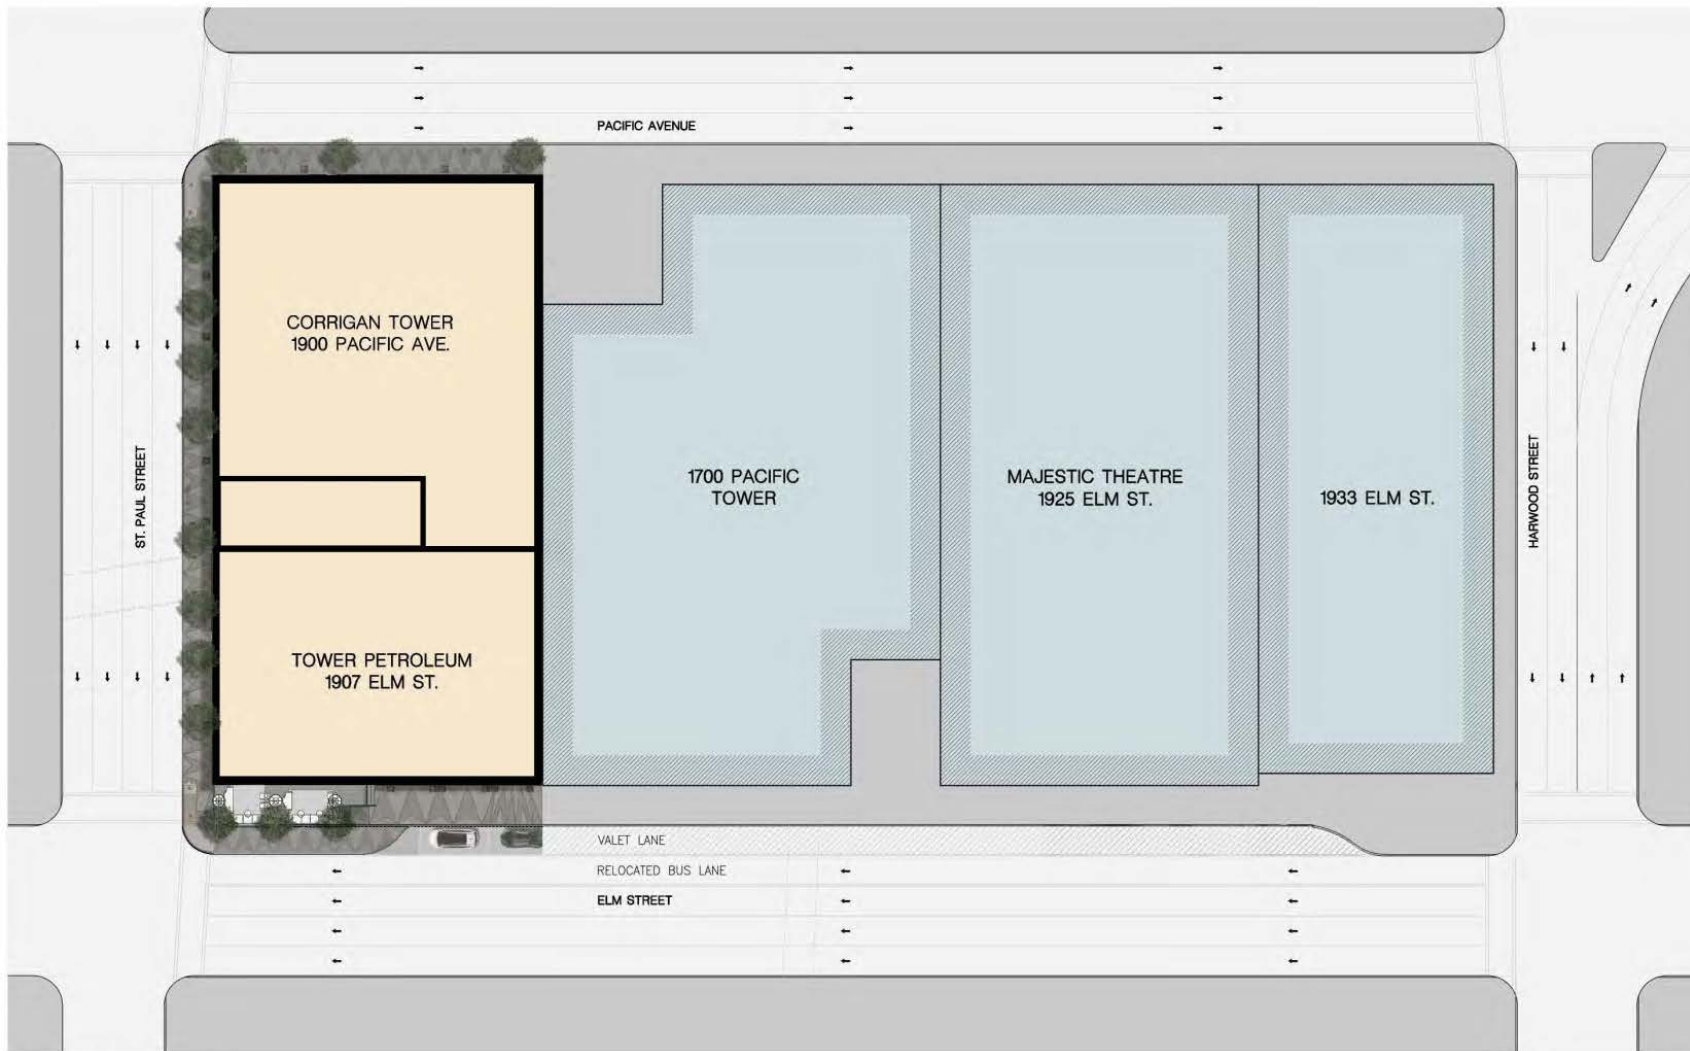 PACIFIC AVENUE
CORRIGAN TOWER
1900 PACIFIC AVE.
ST. PAUL STREET
1700 PACIFIC
TOWER
MAJESTIC THEATRE
1925 ELM ST.
1933 ELM ST.
HARWOOD STREET
TOWER PETROLEUM
1907 ELM ST.
VALET LANE
RELOCATED BUS LANE
ELM STREET